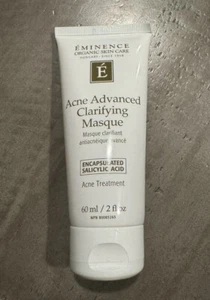 ÉMINENCE
ORGANIC SKIN CARE
É
Acne Advanced
Clarifying
Masque
Masque clarifiant
ENCAPSULATED
SALICYLIC ACID
Acne Treatment
60 ml / 2 fl oz